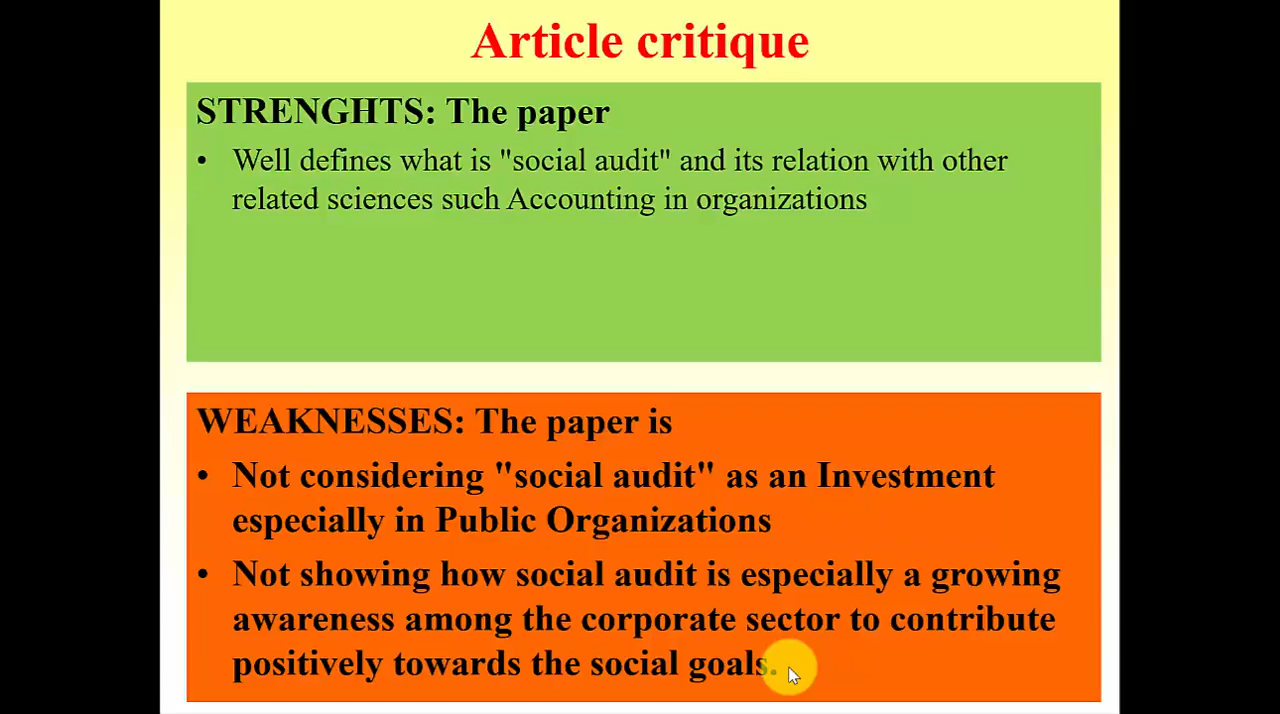 Article critique
STRENGHTS: The paper
• Well defines what is "social audit" and its relation with other
related sciences such Accounting in organizations
WEAKNESSES: The paper is
• Not considering "social audit" as an Investment
especially in Public Organizations
• Not showing how social audit is especially a growing
awareness among the corporate sector to contribute
positively towards the social goals.